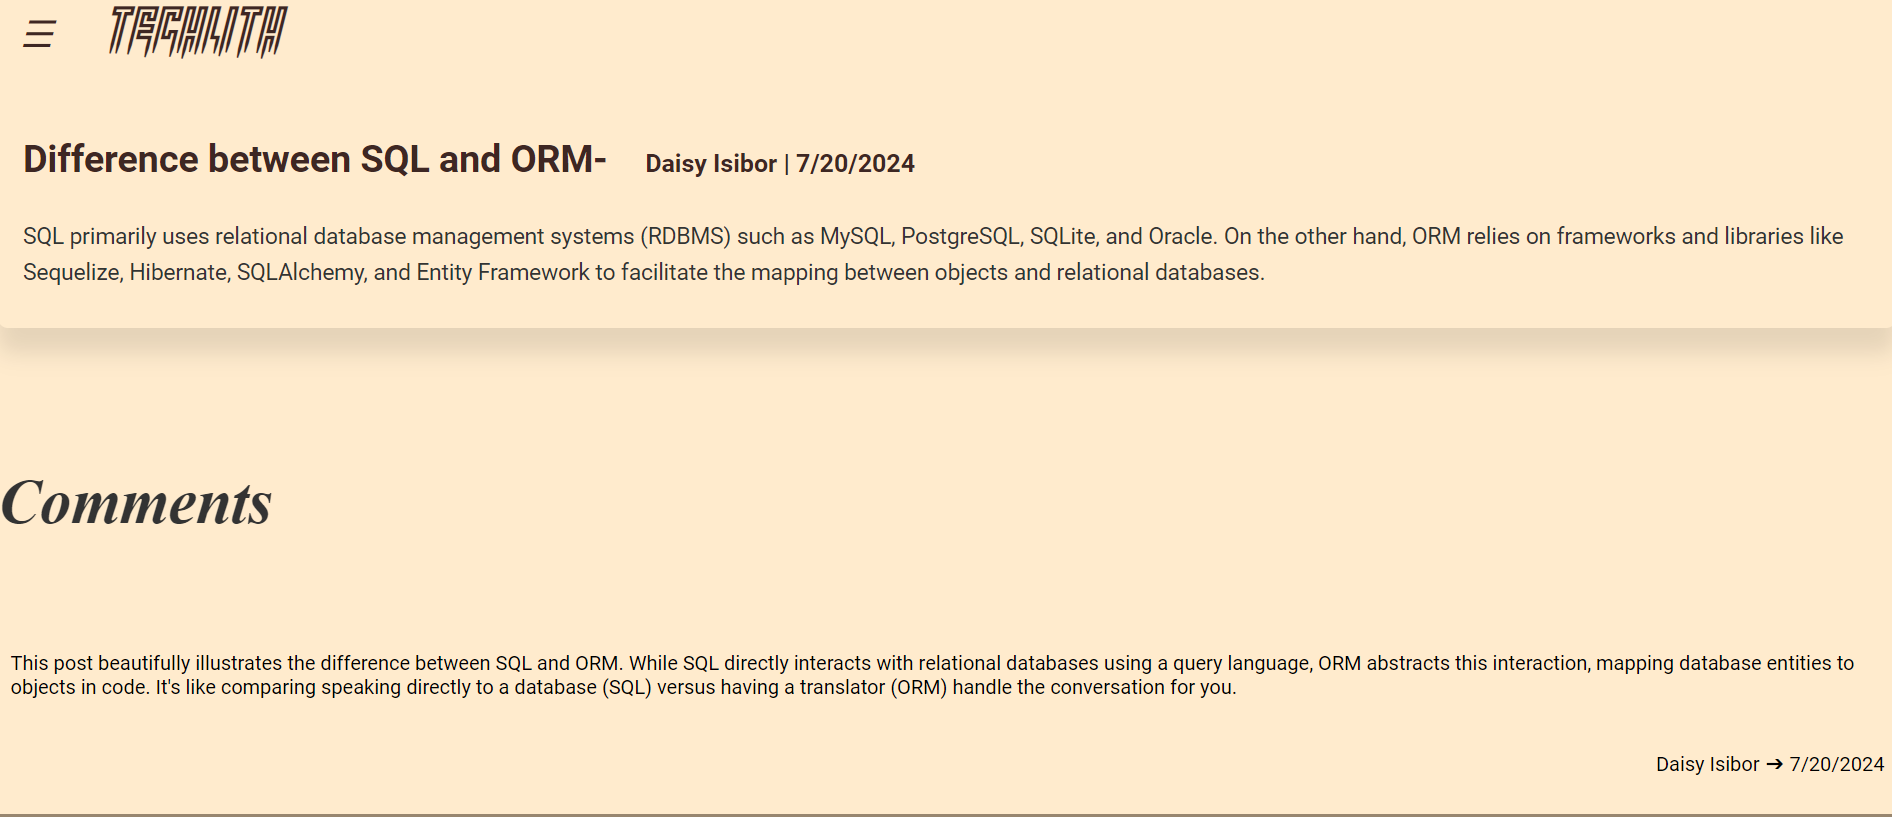 TECHLITH
Difference between SQL and ORM- Daisy Isibor | 7/20/2024
SQL primarily uses relational database management systems (RDBMS) such as MySQL, PostgreSQL, SQLite, and Oracle. On the other hand, ORM relies on frameworks and libraries like
Sequelize, Hibernate, SQLAlchemy, and Entity Framework to facilitate the mapping between objects and relational databases.
Comments
This post beautifully illustrates the difference between SQL and ORM. While SQL directly interacts with relational databases using a query language, ORM abstracts this interaction, mapping database entities to
objects in code. It's like comparing speaking directly to a database (SQL) versus having a translator (ORM) handle the conversation for you.
Daisy Isibor ➔ 7/20/2024